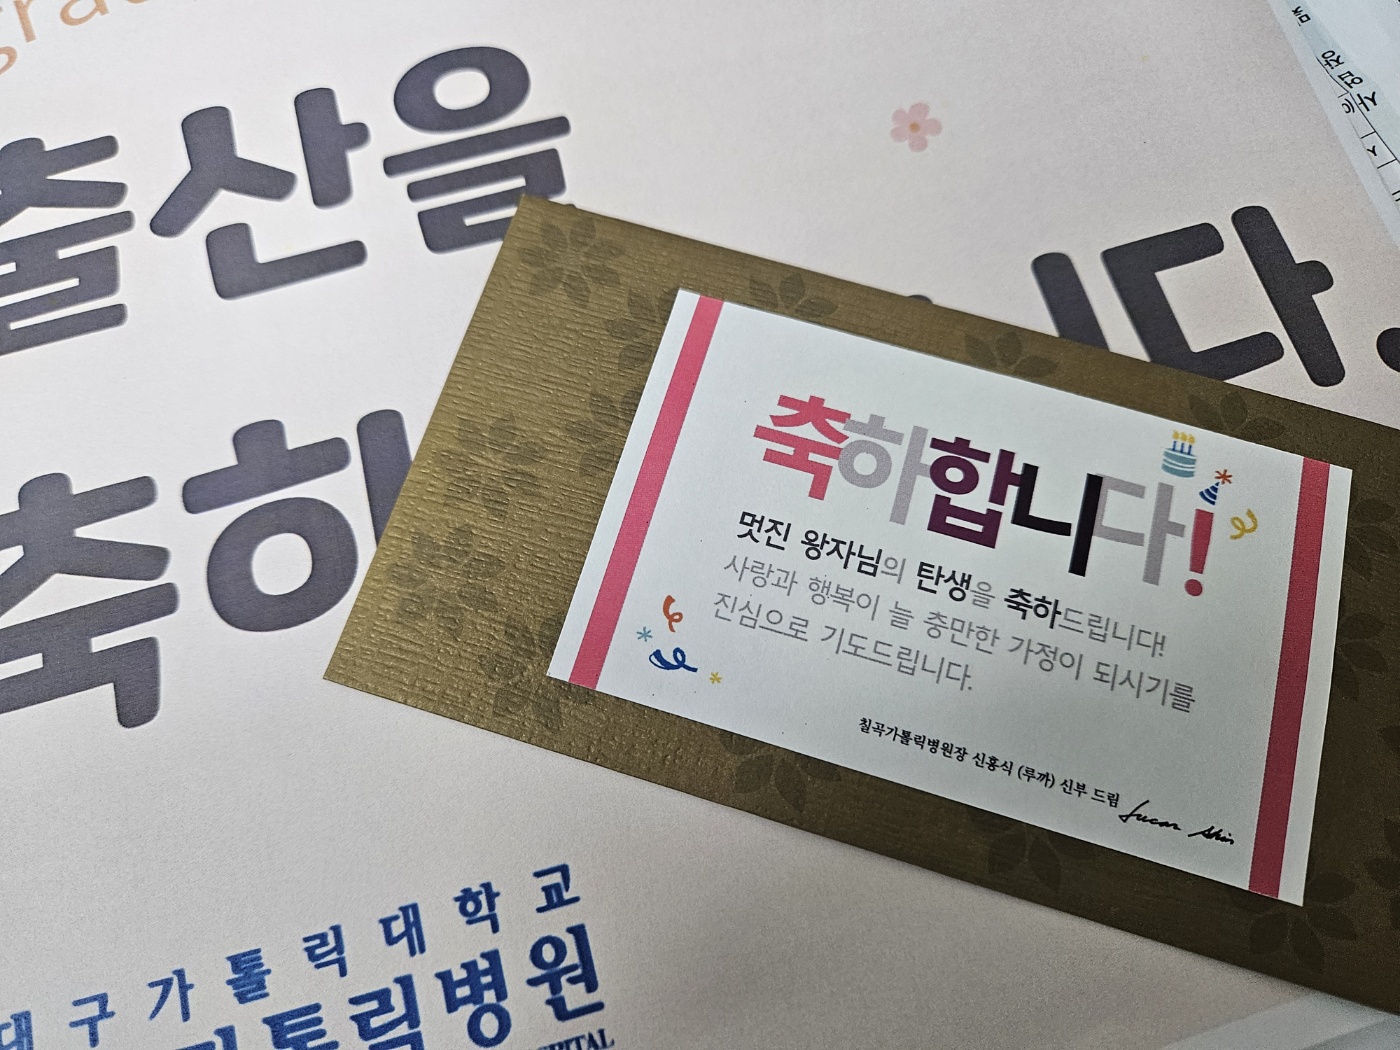 출산을
축하 니다.
축하합니다!
멋진 왕자님의 탄생을 축하드립니다!
사랑과 행복이 늘 충만한 가정이 되시기를
진심으로 기도드립니다.
칠곡가톨릭병원장 신홍식 (루까) 신부 드림
Lucas Shin
대구가톨릭대학교
가톨릭병원